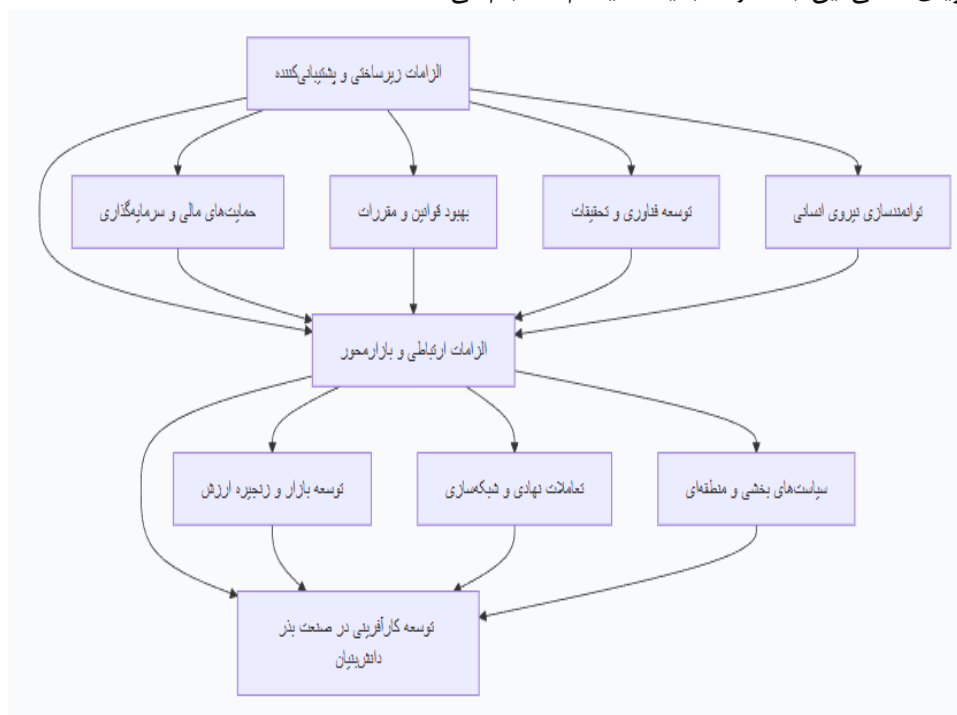 الزامات زیرساختی و پشتیبانی‌کننده
توانمندسازی نیروی انسانی
توسعه فناوری و تحقیقات
بهبود قوانین و مقررات
حمایت‌های مالی و سرمایه‌گذاری
الزامات ارتباطی و بازارمحور
سیاست‌های بخشی و منطقه‌ای
تعاملات نهادی و شبکه‌سازی
توسعه بازار و زنجیره ارزش
توسعه کارآفرینی در صنعت بذر
دانش‌بنیان